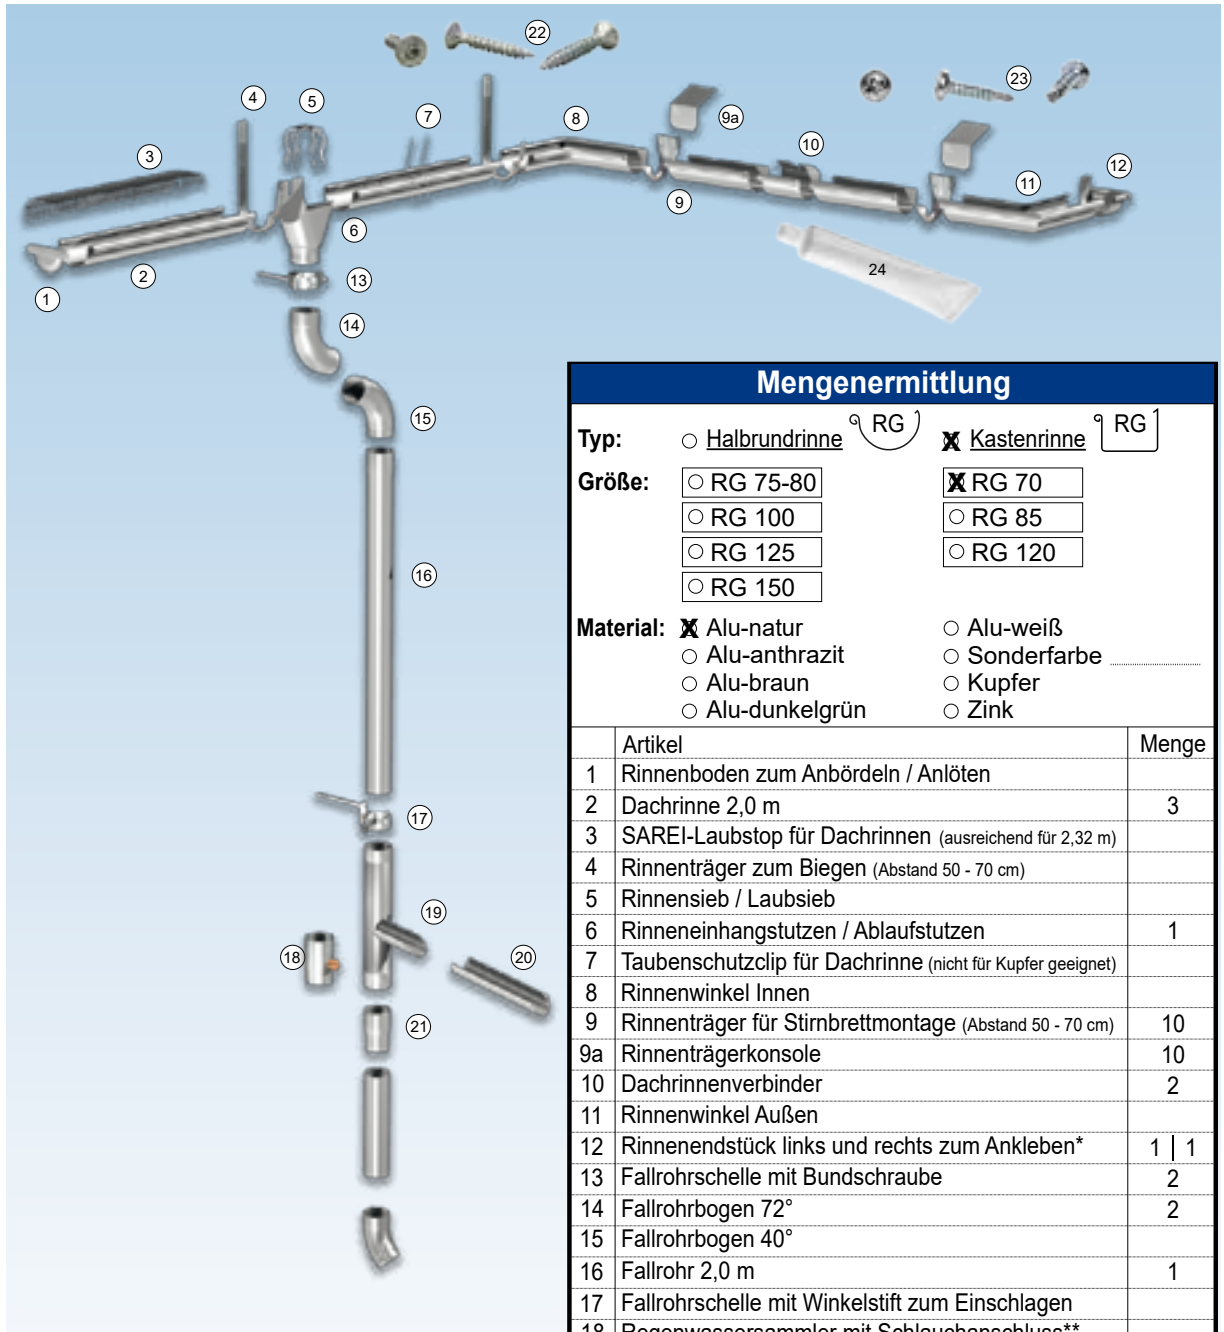 22
4
5
7
8
9a
10
23
12
3
11
9
6
2
13
24
1
14
15
16
17
19
18
20
21
Mengenermittlung
Typ: Halbrundrinne RG X Kastenrinne RG
Größe: RG 75-80 X RG 70
RG 100 RG 85
RG 125 RG 120
RG 150
Material: X Alu-natur Alu-weiß
Alu-anthrazit Sonderfarbe
Alu-braun Kupfer
Alu-dunkelgrün Zink
Artikel Menge
1 Rinnenboden zum Anbördeln / Anlöten
2 Dachrinne 2,0 m 3
3 SAREI-Laubstop für Dachrinnen (ausreichend für 2,32 m)
4 Rinnenträger zum Biegen (Abstand 50 - 70 cm)
5 Rinnensieb / Laubsieb
6 Rinneneinhangstutzen / Ablaufstutzen 1
7 Taubenschutzclip für Dachrinne (nicht für Kupfer geeignet)
8 Rinnenwinkel Innen
9 Rinnenträger für Stirnbrettmontage (Abstand 50 - 70 cm) 10
9a Rinnenträgerkonsole 10
10 Dachrinnenverbinder 2
11 Rinnenwinkel Außen
12 Rinnenendstück links und rechts zum Ankleben* 1 | 1
13 Fallrohrschelle mit Bundschraube 2
14 Fallrohrbogen 72° 2
15 Fallrohrbogen 40°
16 Fallrohr 2,0 m 1
17 Fallrohrschelle mit Winkelstift zum Einschlagen
18 Regenwassersammler mit Schlauchanschluss**